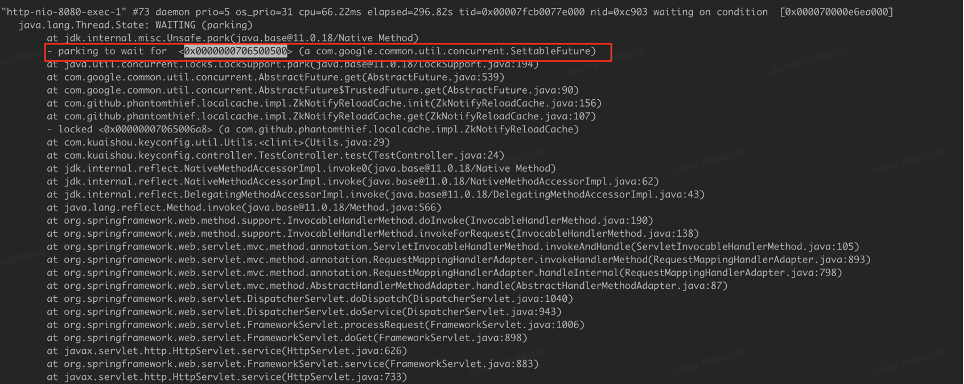 "http-nio-8080-exec-1" #73 daemon prio=5 os_prio=31 cpu=66.22ms elapsed=296.82s tid=0x00007fcb0077e000 nid=0xc903 waiting on condition  [0x000070000e6ea000]
java.lang.Thread.State: WAITING (parking)
at jdk.internal.misc.Unsafe.park(java.base@11.0.18/Native Method)
- parking to wait for  <0x0000000706500500> (a com.google.common.util.concurrent.SettableFuture)
at java.util.concurrent.locks.LockSupport.park(java.base@11.0.18/LockSupport.java:194)
at com.google.common.util.concurrent.AbstractFuture.get(AbstractFuture.java:539)
at com.google.common.util.concurrent.AbstractFuture$TrustedFuture.get(AbstractFuture.java:90)
at com.github.phantomthief.localcache.impl.ZkNotifyReloadCache.init(ZkNotifyReloadCache.java:156)
at com.github.phantomthief.localcache.impl.ZkNotifyReloadCache.get(ZkNotifyReloadCache.java:107)
- locked <0x00000007065006a8> (a com.github.phantomthief.localcache.impl.ZkNotifyReloadCache)
at com.kuaishou.keyconfig.util.Utils.<clinit>(Utils.java:29)
at com.kuaishou.keyconfig.controller.TestController.test(TestController.java:24)
at jdk.internal.reflect.NativeMethodAccessorImpl.invoke0(java.base@11.0.18/Native Method)
at jdk.internal.reflect.NativeMethodAccessorImpl.invoke(java.base@11.0.18/NativeMethodAccessorImpl.java:62)
at jdk.internal.reflect.DelegatingMethodAccessorImpl.invoke(java.base@11.0.18/DelegatingMethodAccessorImpl.java:43)
at java.lang.reflect.Method.invoke(java.base@11.0.18/Method.java:566)
at org.springframework.web.method.support.InvocableHandlerMethod.doInvoke(InvocableHandlerMethod.java:190)
at org.springframework.web.method.support.InvocableHandlerMethod.invokeForRequest(InvocableHandlerMethod.java:138)
at org.springframework.web.servlet.mvc.method.annotation.ServletInvocableHandlerMethod.invokeAndHandle(ServletInvocableHandlerMethod.java:105)
at org.springframework.web.servlet.mvc.method.annotation.RequestMappingHandlerAdapter.invokeHandlerMethod(RequestMappingHandlerAdapter.java:893)
at org.springframework.web.servlet.mvc.method.annotation.RequestMappingHandlerAdapter.handleInternal(RequestMappingHandlerAdapter.java:798)
at org.springframework.web.servlet.mvc.method.AbstractHandlerMethodAdapter.handle(AbstractHandlerMethodAdapter.java:87)
at org.springframework.web.servlet.DispatcherServlet.doDispatch(DispatcherServlet.java:1040)
at org.springframework.web.servlet.DispatcherServlet.doService(DispatcherServlet.java:943)
at org.springframework.web.servlet.FrameworkServlet.processRequest(FrameworkServlet.java:1006)
at org.springframework.web.servlet.FrameworkServlet.doGet(FrameworkServlet.java:898)
at javax.servlet.http.HttpServlet.service(HttpServlet.java:626)
at org.springframework.web.servlet.FrameworkServlet.service(FrameworkServlet.java:883)
at javax.servlet.http.HttpServlet.service(HttpServlet.java:733)